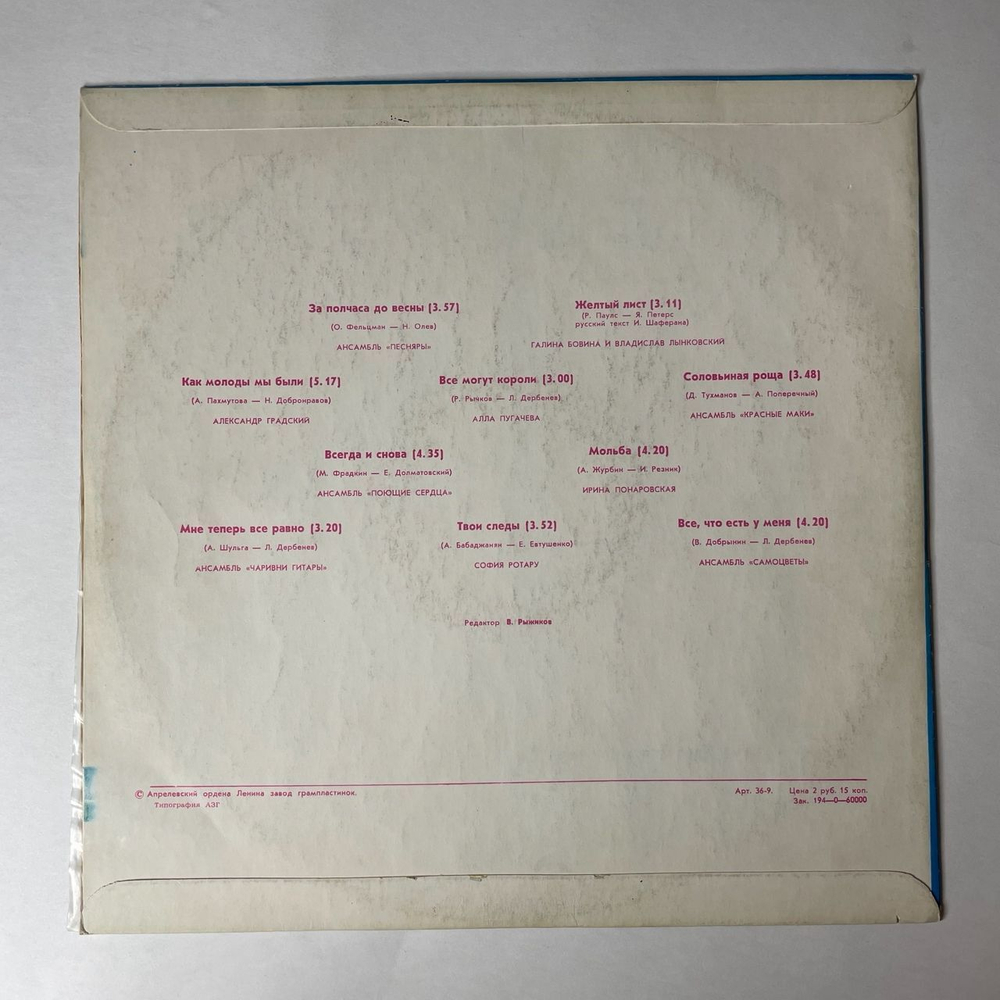 За полчаса до весны (3.57)
(О. Фельцман — Н. Олев)
АНСАМБЛЬ «ПЕСНЯРЫ»
Желтый лист (3.11)
(Р. Паулс — Я. Петерс
русский текст И. Шаферана)
ГАЛИНА БОВИНА И ВЛАДИСЛАВ ЛЫНКОВСКИЙ
Как молоды мы были (5.17)
(А. Пахмутова — Н. Добронравов)
АЛЕКСАНДР ГРАДСКИЙ
Все могут короли (3.00)
(Р. Рычков — Л. Дербенев)
АЛЛА ПУГАЧЕВА
Соловьиная роща (3.48)
(Д. Тухманов — А. Поперечный)
АНСАМБЛЬ «КРАСНЫЕ МАКИ»
Всегда и снова (4.35)
(М. Фрадкин — Е. Долматовский)
АНСАМБЛЬ «ПОЮЩИЕ СЕРДЦА»
Мольба (4.20)
(А. Журбин — И. Резник)
ИРИНА ПОНАРОВСКАЯ
Мне теперь все равно (3.20)
(А. Шульга — Л. Дербенев)
АНСАМБЛЬ «ЧАРИВНИ ГИТАРЫ»
Твои следы (3.52)
(А. Бабаджанян — Е. Евтушенко)
СОФИЯ РОТАРУ
Все, что есть у меня (4.20)
(В. Добрынин — Л. Дербенев)
АНСАМБЛЬ «САМОЦВЕТЫ»
Редактор В. Рыжиков
© Апрелевский ордена Ленина завод грампластинок.
Типография АЗГ
Арт. 36-9. Цена 2 руб. 15 коп.
Зак. 194—0—60000